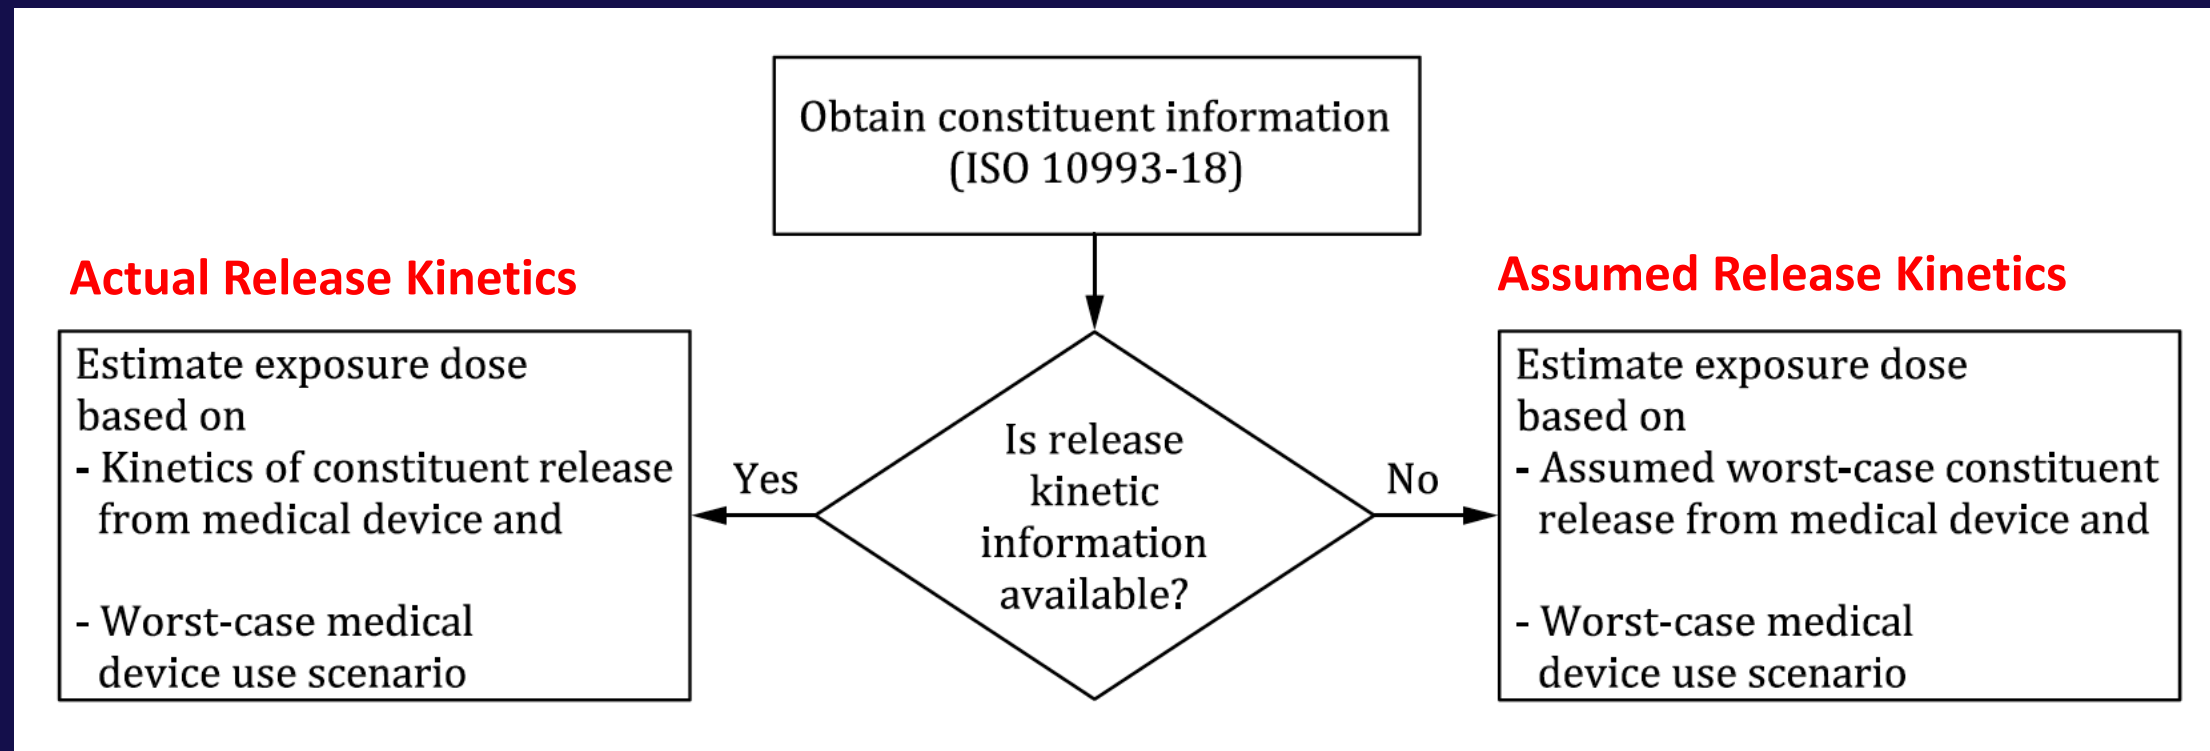 Obtain constituent information
(ISO 10993-18)
Actual Release Kinetics
Assumed Release Kinetics
Estimate exposure dose
based on
- Kinetics of constituent release
from medical device and
- Worst-case medical
device use scenario
Yes
Is release
kinetic
information
available?
No
Estimate exposure dose
based on
- Assumed worst-case constituent
release from medical device and
- Worst-case medical
device use scenario